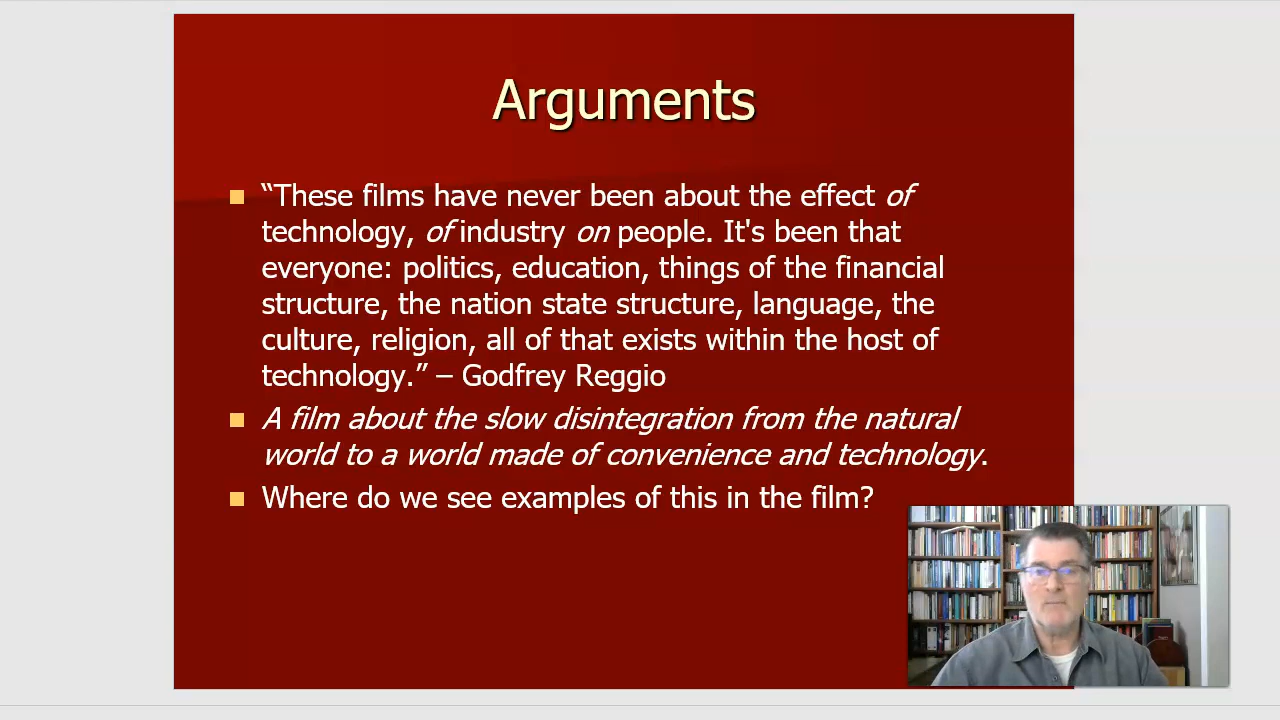 Arguments
“These films have never been about the effect of
technology, of industry on people. It's been that
everyone: politics, education, things of the financial
structure, the nation state structure, language, the
culture, religion, all of that exists within the host of
technology.” – Godfrey Reggio
A film about the slow disintegration from the natural
world to a world made of convenience and technology.
Where do we see examples of this in the film?